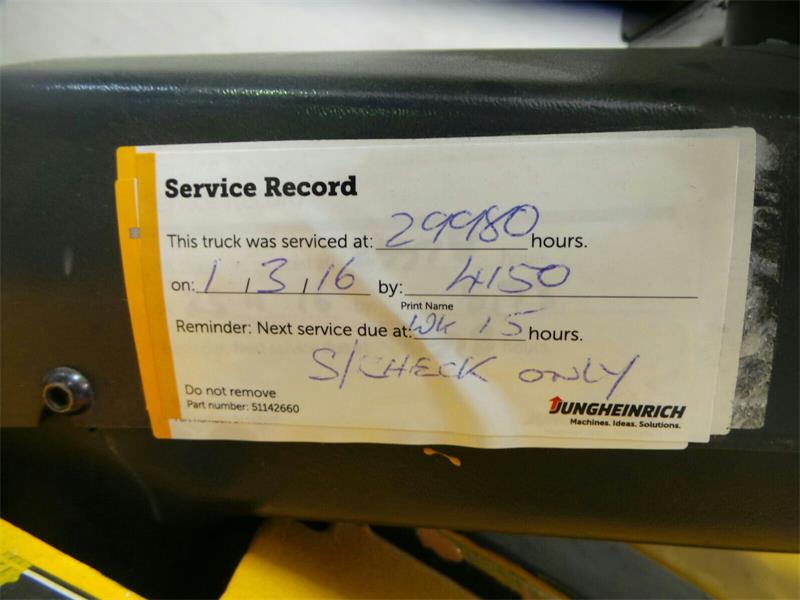 Service Record
This truck was serviced at: 29980 hours.
on: 1 , 3 , 16 by: 4150
Print Name
Reminder: Next service due at: Wk 15 hours.
S/CHECK ONLY
Do not remove
Part number: 51142660
JUNGHEINRICH
Machines. Ideas. Solutions.